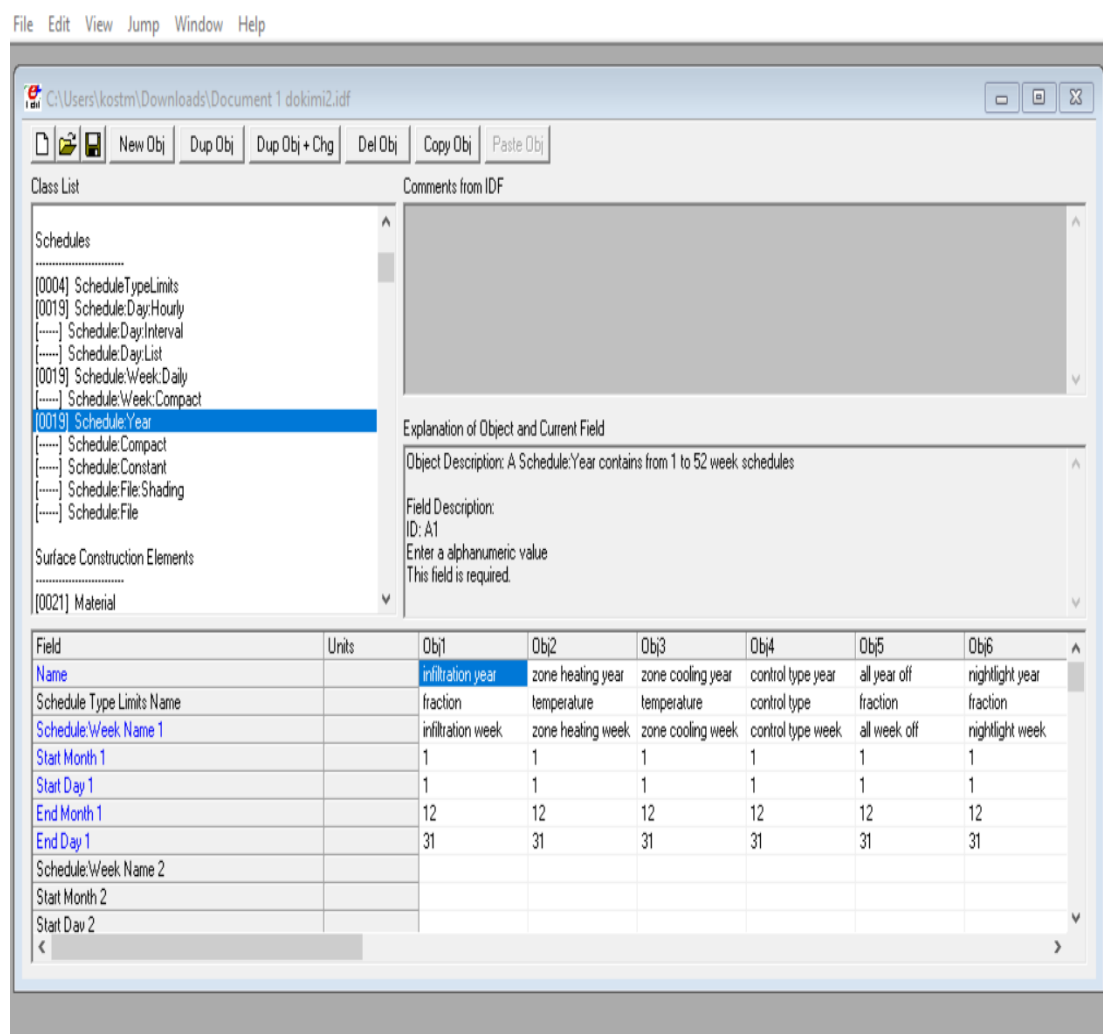 File Edit View Jump Window Help
C:\Users\kostm\Downloads\Document 1 dokimi2.idf
New Obj Dup Obj Dup Obj + Chg Del Obj Copy Obj Paste Obj
Class List
Schedules
---------------------------
[0004] ScheduleTypeLimits
[0019] Schedule:Day:Hourly
[------] Schedule:Day:Interval
[------] Schedule:Day:List
[0019] Schedule:Week:Daily
[------] Schedule:Week:Compact
[0019] Schedule:Year
[------] Schedule:Compact
[------] Schedule:Constant
[------] Schedule:File:Shading
[------] Schedule:File
Surface Construction Elements
---------------------------
[0021] Material
Comments from IDF
Explanation of Object and Current Field
Object Description: A Schedule:Year contains from 1 to 52 week schedules
Field Description:
ID: A1
Enter a alphanumeric value
This field is required.
Field Units Obj1 Obj2 Obj3 Obj4 Obj5 Obj6
Name infiltration year zone heating year zone cooling year control type year all year off nightlight year
Schedule Type Limits Name fraction temperature temperature control type fraction fraction
Schedule:Week Name 1 infiltration week zone heating week zone cooling week control type week all week off nightlight week
Start Month 1 1 1 1 1 1 1
Start Day 1 1 1 1 1 1 1
End Month 1 12 12 12 12 12 12
End Day 1 31 31 31 31 31 31
Schedule:Week Name 2
Start Month 2
Start Day 2